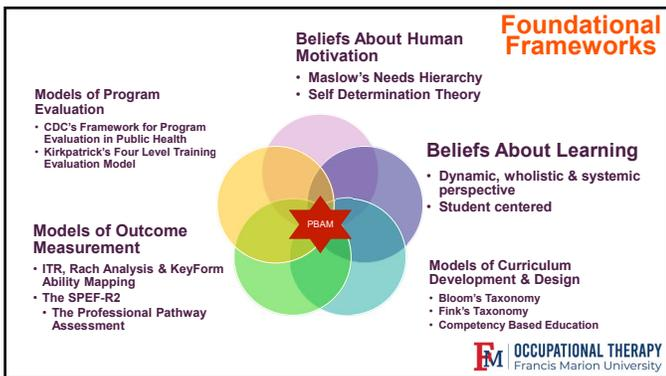 Foundational
Frameworks
Beliefs About Human
Motivation
• Maslow's Needs Hierarchy
• Self Determination Theory
Models of Program
Evaluation
• CDC's Framework for Program
Evaluation in Public Health
• Kirkpatrick's Four Level Training
Evaluation Model
Beliefs About Learning
• Dynamic, wholistic & systemic
perspective
• Student centered
PBAM
Models of Outcome
Measurement
• ITR, Rach Analysis & KeyForm
Ability Mapping
• The SPEF-R2
• The Professional Pathway
Assessment
Models of Curriculum
Development & Design
• Bloom's Taxonomy
• Fink's Taxonomy
• Competency Based Education
FM OCCUPATIONAL THERAPY
Francis Marion University